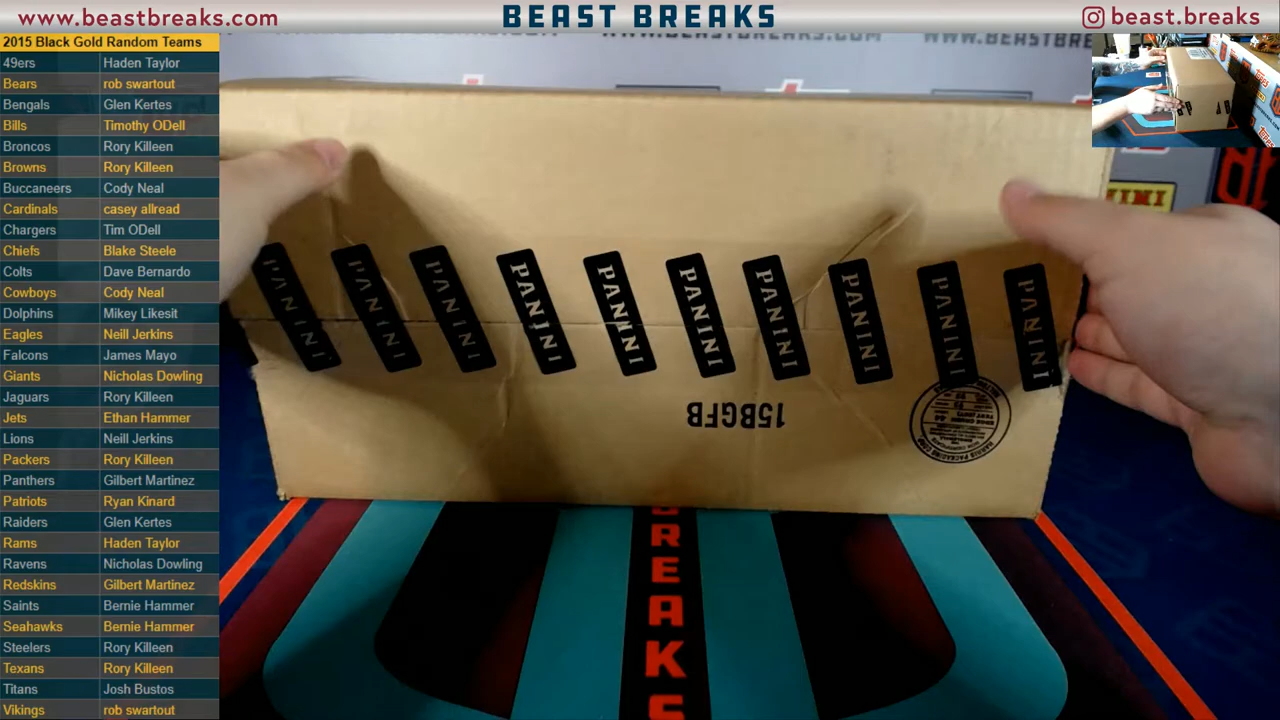 www.beastbreaks.com
BEAST BREAKS
beast.breaks
2015 Black Gold Random Teams
49ers Haden Taylor
Bears rob swartout
Bengals Glen Kertes
Bills Timothy ODell
Broncos Rory Killeen
Browns Rory Killeen
Buccaneers Cody Neal
Cardinals casey allread
Chargers Tim ODell
Chiefs Blake Steele
Colts Dave Bernardo
Cowboys Cody Neal
Dolphins Mikey Likesit
Eagles Neill Jerkins
Falcons James Mayo
Giants Nicholas Dowling
Jaguars Rory Killeen
Jets Ethan Hammer
Lions Neill Jerkins
Packers Rory Killeen
Panthers Gilbert Martinez
Patriots Ryan Kinard
Raiders Glen Kertes
Rams Haden Taylor
Ravens Nicholas Dowling
Redskins Gilbert Martinez
Saints Bernie Hammer
Seahawks Bernie Hammer
Steelers Rory Killeen
Texans Rory Killeen
Titans Josh Bustos
Vikings rob swartout
PANINI PANINI PANINI PANINI PANINI PANINI PANINI PANINI PANINI PANINI
15BGFB
REAKS